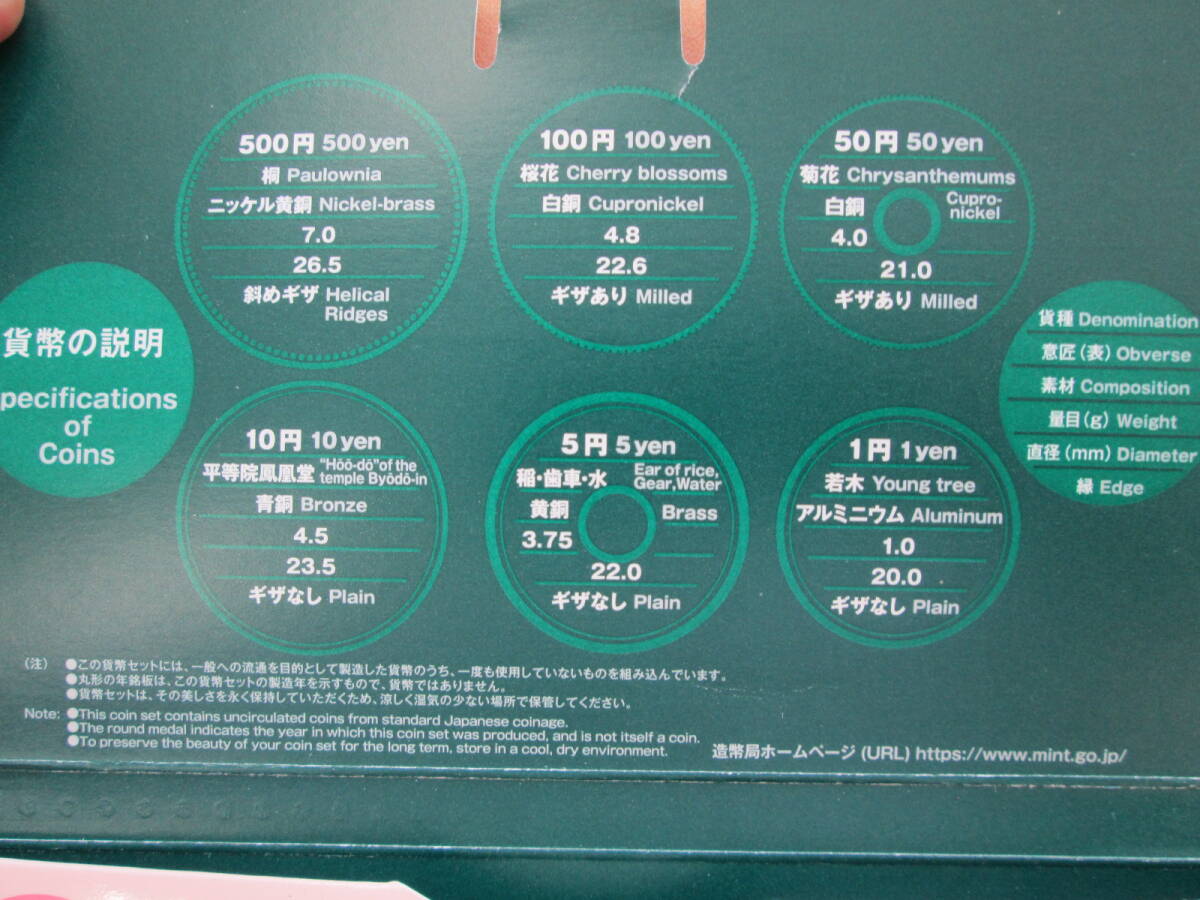 500円 500 yen
桐 Paulownia
ニッケル黄銅 Nickel-brass
7.0
26.5
斜めギザ Helical
Ridges
100円 100 yen
桜花 Cherry blossoms
白銅 Cupronickel
4.8
22.6
ギザあり Milled
50円 50 yen
菊花 Chrysanthemums
白銅 Cupro-
nickel
4.0
21.0
ギザあり Milled
貨幣の説明
pecifications
of
Coins
貨種 Denomination
意匠(表) Obverse
素材 Composition
量目(g) Weight
直径(mm) Diameter
縁 Edge
10円 10 yen
平等院鳳凰堂 "Hōō-dō" of the
temple Byōdō-in
青銅 Bronze
4.5
23.5
ギザなし Plain
5円 5 yen
稲・歯車・水 Ear of rice,
Gear, Water
黄銅 Brass
3.75
22.0
ギザなし Plain
1円 1 yen
若木 Young tree
アルミニウム Aluminum
1.0
20.0
ギザなし Plain
(注) ●この貨幣セットには、一般への流通を目的として製造した貨幣のうち、一度も使用していないものを組み込んでいます。
●丸形の年銘板は、この貨幣セットの製造年を示すもので、貨幣ではありません。
●貨幣セットは、その美しさを永く保持していただくため、涼しく湿気の少ない場所で保管してください。
Note: ●This coin set contains uncirculated coins from standard Japanese coinage.
●The round medal indicates the year in which this coin set was produced, and is not itself a coin.
●To preserve the beauty of your coin set for the long term, store in a cool, dry environment.
造幣局ホームページ (URL) https://www.mint.go.jp/